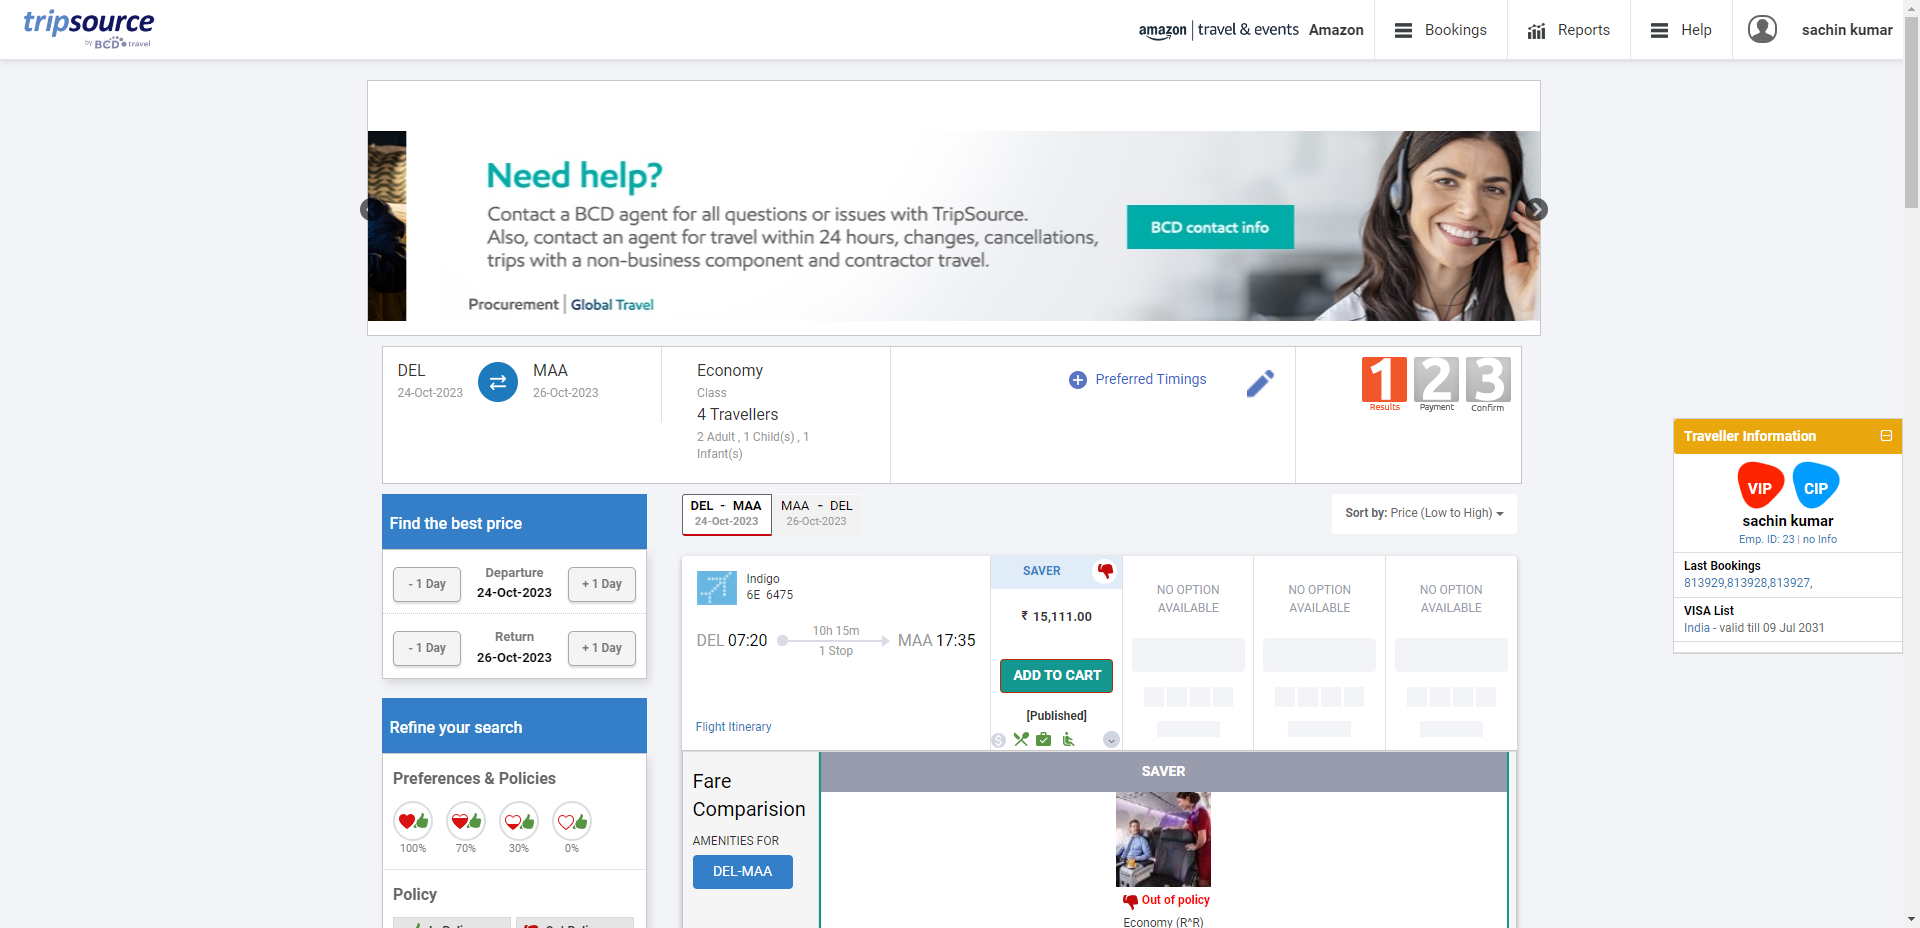 tripsource
by BCD travel
amazon | travel & events Amazon
Bookings
Reports
Help
sachin kumar
Need help?
Contact a BCD agent for all questions or issues with TripSource.
Also, contact an agent for travel within 24 hours, changes, cancellations,
trips with a non-business component and contractor travel.
BCD contact info
Procurement | Global Travel
DEL
24-Oct-2023
MAA
26-Oct-2023
Economy
Class
4 Travellers
2 Adult , 1 Child(s) , 1
Infant(s)
Preferred Timings
1 2 3
Results Payment Confirm
Traveller Information
VIP CIP
sachin kumar
Emp. ID: 23 | no Info
Last Bookings
813929,813928,813927,
VISA List
India - valid till 09 Jul 2031
Find the best price
- 1 Day
Departure
24-Oct-2023
+ 1 Day
- 1 Day
Return
26-Oct-2023
+ 1 Day
Refine your search
Preferences & Policies
100% 70% 30% 0%
Policy
DEL - MAA
24-Oct-2023
MAA - DEL
26-Oct-2023
Sort by: Price (Low to High)
Indigo
6E 6475
DEL 07:20
10h 15m
1 Stop
MAA 17:35
Flight Itinerary
SAVER
₹ 15,111.00
ADD TO CART
[Published]
NO OPTION
AVAILABLE
NO OPTION
AVAILABLE
NO OPTION
AVAILABLE
Fare
Comparision
AMENITIES FOR
DEL-MAA
SAVER
Out of policy
Economy (R^R)